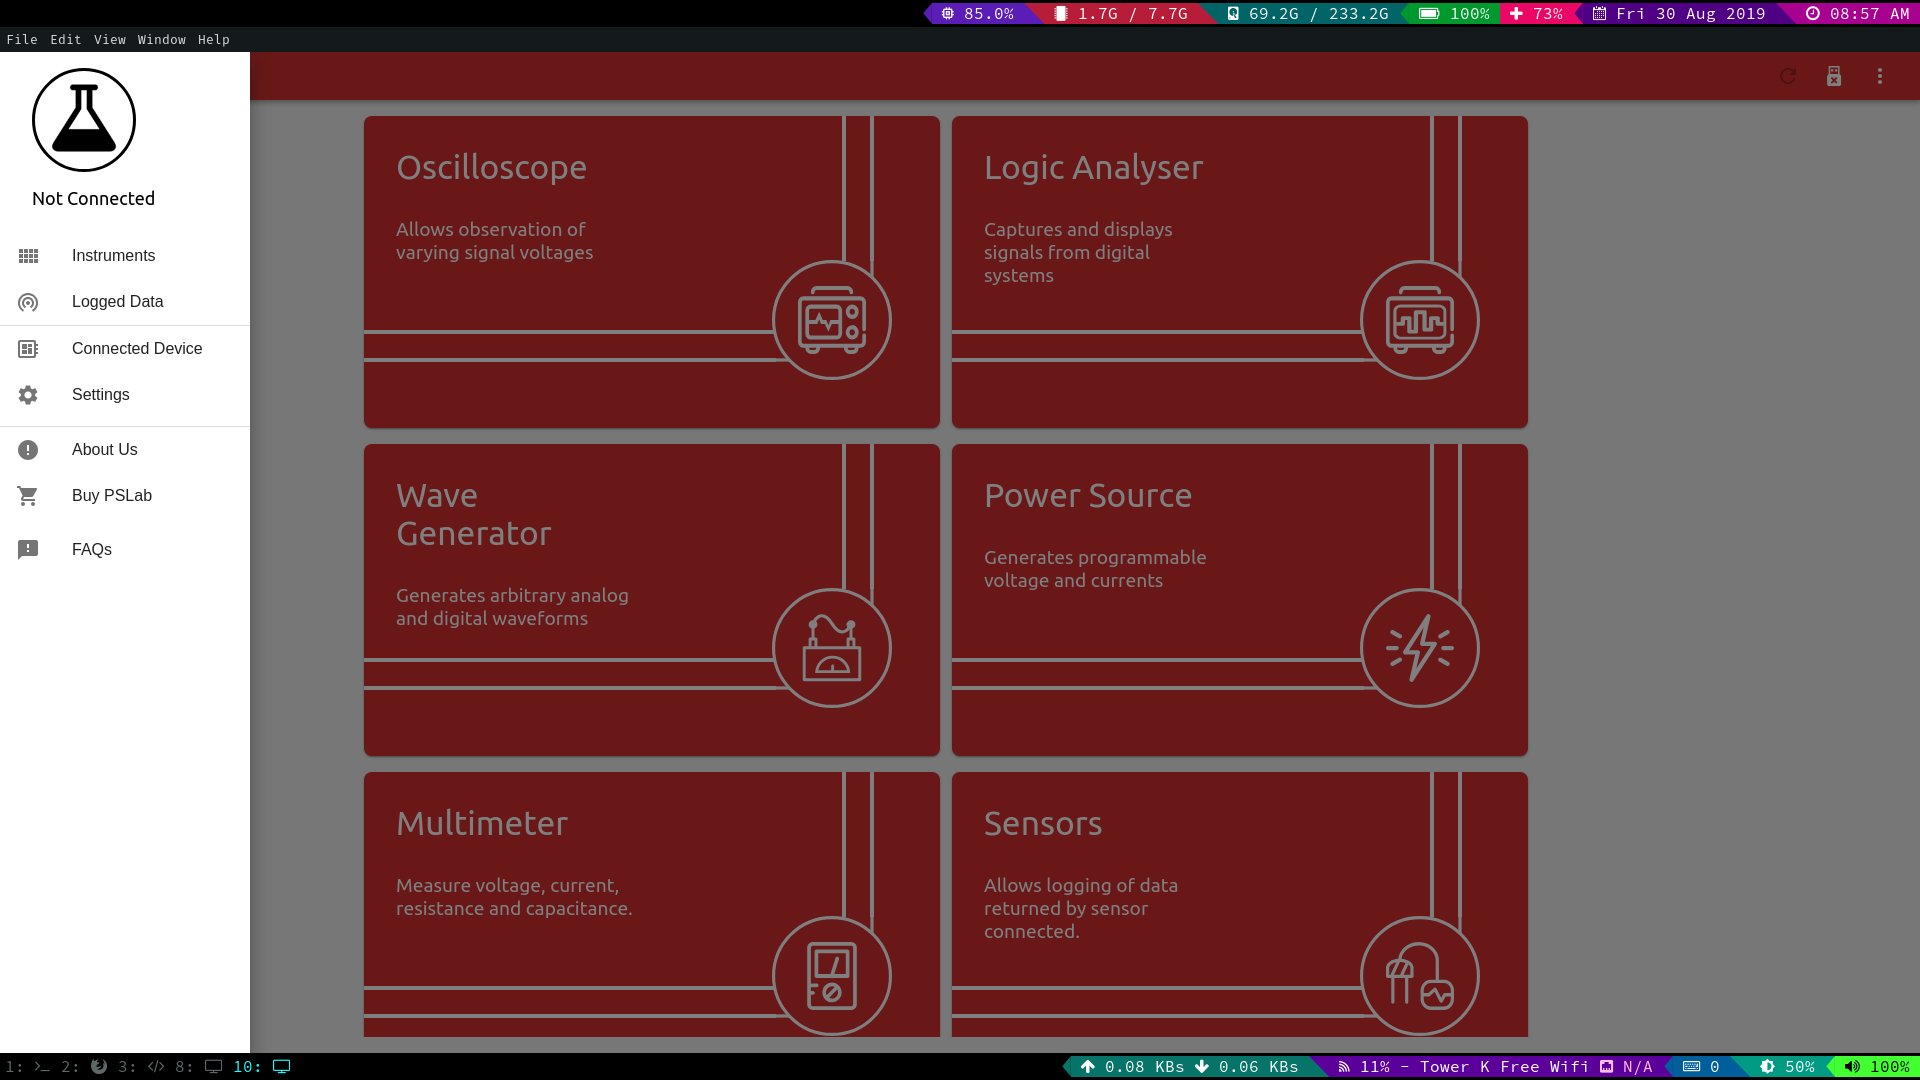 85.0% 1.7G / 7.7G 69.2G / 233.2G 100% 73% Fri 30 Aug 2019 08:57 AM
File Edit View Window Help
Not Connected
Instruments
Logged Data
Connected Device
Settings
About Us
Buy PSLab
FAQs
Oscilloscope
Allows observation of
varying signal voltages
Logic Analyser
Captures and displays
signals from digital
systems
Wave
Generator
Generates arbitrary analog
and digital waveforms
Power Source
Generates programmable
voltage and currents
Multimeter
Measure voltage, current,
resistance and capacitance.
Sensors
Allows logging of data
returned by sensor
connected.
1: 2: 3: 8: 10: 0.08 KBs 0.06 KBs 11% - Tower K Free Wifi N/A 0 50% 100%